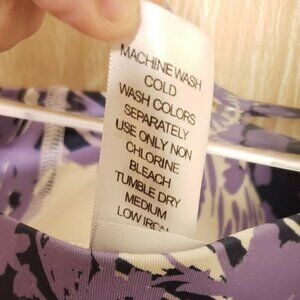 MACHINE WASH
COLD
WASH COLORS
SEPARATELY
USE ONLY NON
CHLORINE
BLEACH
TUMBLE DRY
MEDIUM
LOW IRON